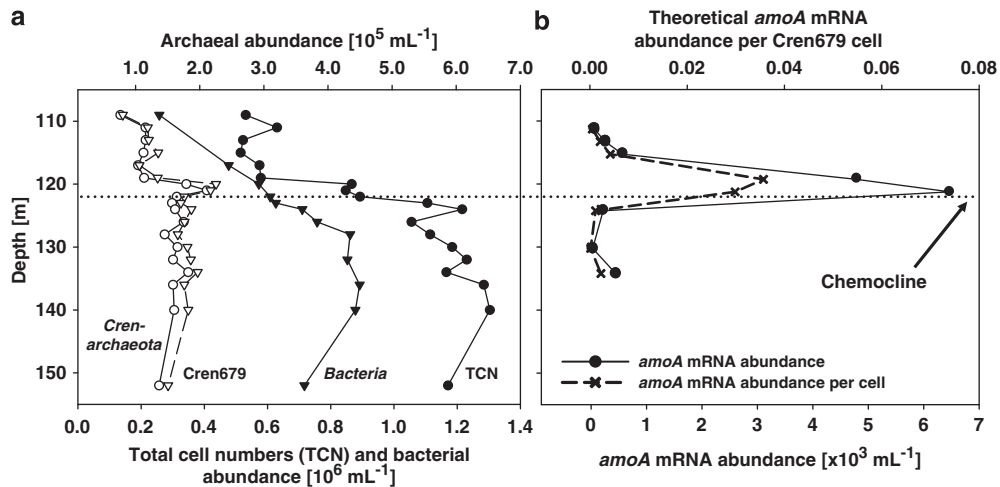 a
Archaeal abundance [10⁵ mL⁻¹]
1.0 2.0 3.0 4.0 5.0 6.0 7.0
Depth [m]
110
120
130
140
150
Cren-
archaeota
Cren679
Bacteria
TCN
0.0 0.2 0.4 0.6 0.8 1.0 1.2 1.4
Total cell numbers (TCN) and bacterial
abundance [10⁶ mL⁻¹]
b
Theoretical amoA mRNA
abundance per Cren679 cell
0.00 0.02 0.04 0.06 0.08
Chemocline
amoA mRNA abundance
amoA mRNA abundance per cell
0 1 2 3 4 5 6 7
amoA mRNA abundance [x10³ mL⁻¹]